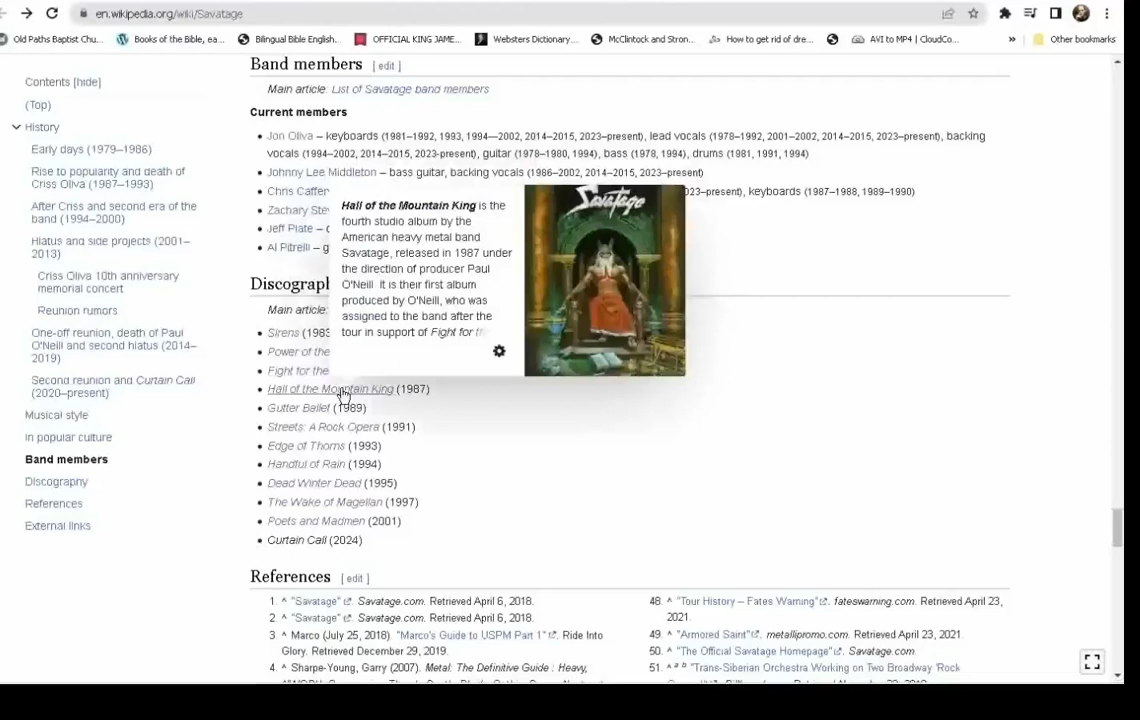 en.wikipedia.org/wiki/Savatage
Old Paths Baptist Chu...
Books of the Bible, ea...
Bilingual Bible English...
OFFICIAL KING JAME...
Websters Dictionary...
McClintock and Stron...
How to get rid of dre...
AVI to MP4 | CloudCo...
»
Other bookmarks
Contents [hide]
(Top)
History
Early days (1979–1986)
Rise to popularity and death of
Criss Oliva (1987–1993)
After Criss and second era of the
band (1994–2000)
Hiatus and side projects (2001–
2013)
Criss Oliva 10th anniversary
memorial concert
Reunion rumors
One-off reunion, death of Paul
O'Neill and second hiatus (2014–
2019)
Second reunion and Curtain Call
(2020–present)
Musical style
In popular culture
Band members
Discography
References
External links
Band members [ edit ]
Main article: List of Savatage band members
Current members
• Jon Oliva – keyboards (1981–1992, 1993, 1994–2002, 2014–2015, 2023–present), lead vocals (1978–1992, 2001–2002, 2014–2015, 2023–present), backing
vocals (1994–2002, 2014–2015, 2023–present), guitar (1978–1980, 1994), bass (1978, 1994), drums (1981, 1991, 1994)
• Johnny Lee Middleton – bass guitar, backing vocals (1986–2002, 2014–2015, 2023–present)
• Chris Caffer
023–present), keyboards (1987–1988, 1989–1990)
• Zachary Ste
• Jeff Plate –
• Al Pitrelli – g
Hall of the Mountain King is the
fourth studio album by the
American heavy metal band
Savatage, released in 1987 under
the direction of producer Paul
O'Neill. It is their first album
produced by O'Neill, who was
assigned to the band after the
tour in support of Fight for
Savatage
Discograph
Main article:
• Sirens (1983
• Power of the
• Fight for the
• Hall of the Mountain King (1987)
• Gutter Ballet (1989)
• Streets: A Rock Opera (1991)
• Edge of Thorns (1993)
• Handful of Rain (1994)
• Dead Winter Dead (1995)
• The Wake of Magellan (1997)
• Poets and Madmen (2001)
• Curtain Call (2024)
References [ edit ]
1. ^ "Savatage". Savatage.com. Retrieved April 6, 2018.
2. ^ "Savatage". Savatage.com. Retrieved April 6, 2018.
3. ^ Marco (July 25, 2018). "Marco's Guide to USPM Part 1". Ride Into
Glory. Retrieved December 29, 2019.
4. ^ Sharpe-Young, Garry (2007). Metal: The Definitive Guide : Heavy,
48. ^ "Tour History – Fates Warning". fateswarning.com. Retrieved April 23,
2021.
49. ^ "Armored Saint". metallipromo.com. Retrieved April 23, 2021.
50. ^ "The Official Savatage Homepage". Savatage.com.
51. ^ a b "Trans-Siberian Orchestra Working on Two Broadway 'Rock